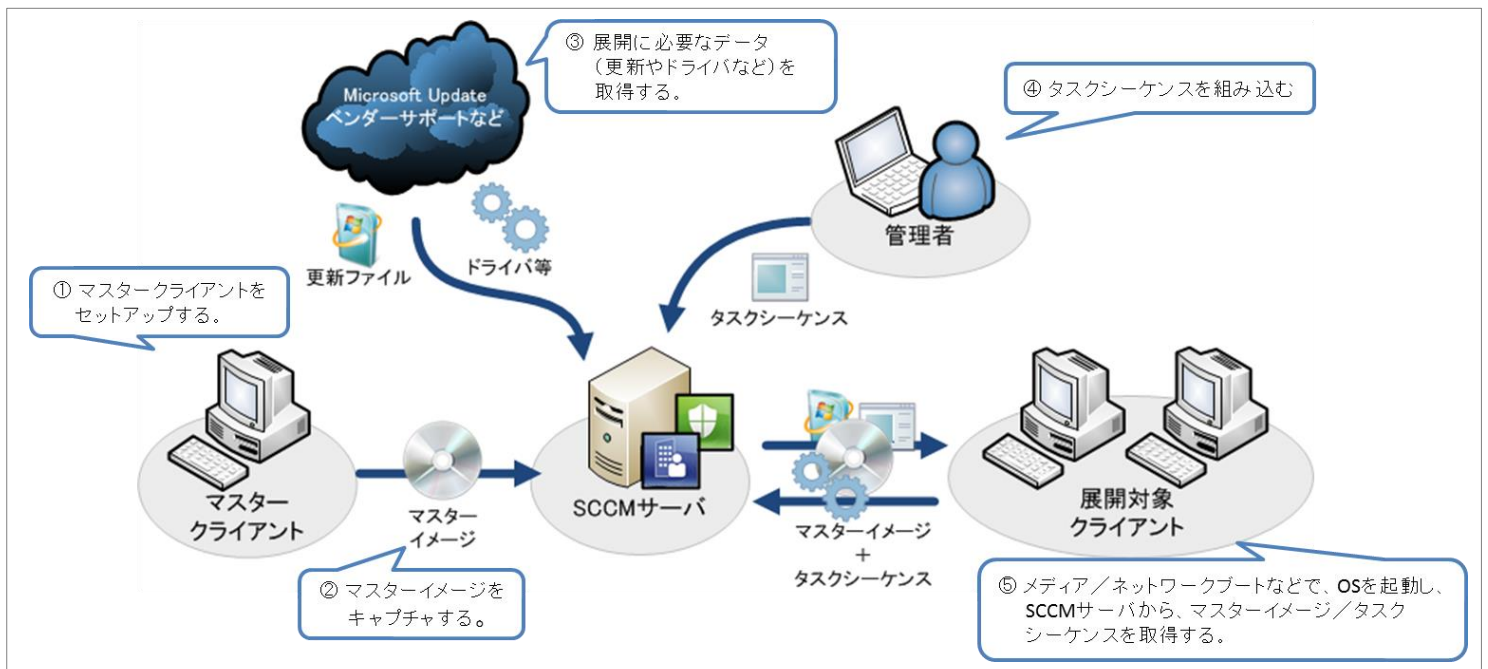 ③ 展開に必要なデータ
（更新やドライバなど）を
取得する。
Microsoft Update
ベンダーサポートなど
④ タスクシーケンスを組み込む
管理者
更新ファイル
ドライバ等
タスクシーケンス
① マスタークライアントを
セットアップする。
マスター
クライアント
マスター
イメージ
SCCMサーバ
マスターイメージ
＋
タスクシーケンス
展開対象
クライアント
② マスターイメージを
キャプチャする。
⑤ メディア／ネットワークブートなどで、OSを起動し、
SCCMサーバから、マスターイメージ／タスク
シーケンスを取得する。